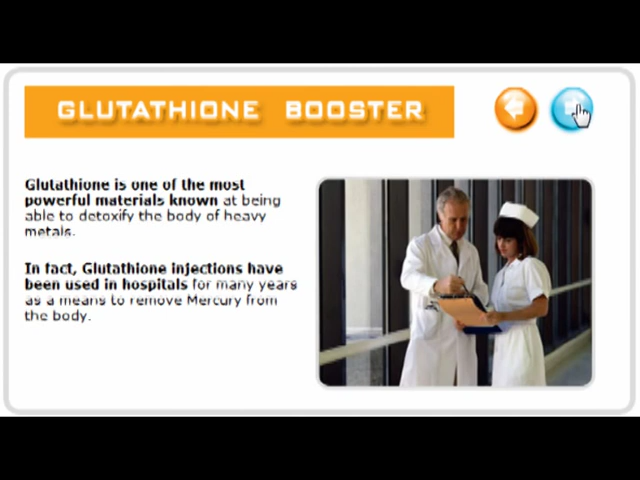 GLUTATHIONE BOOSTER
Glutathione is one of the most
powerful materials known at being
able to detoxify the body of heavy
metals.
In fact, Glutathione injections have
been used in hospitals for many years
as a means to remove Mercury from
the body.